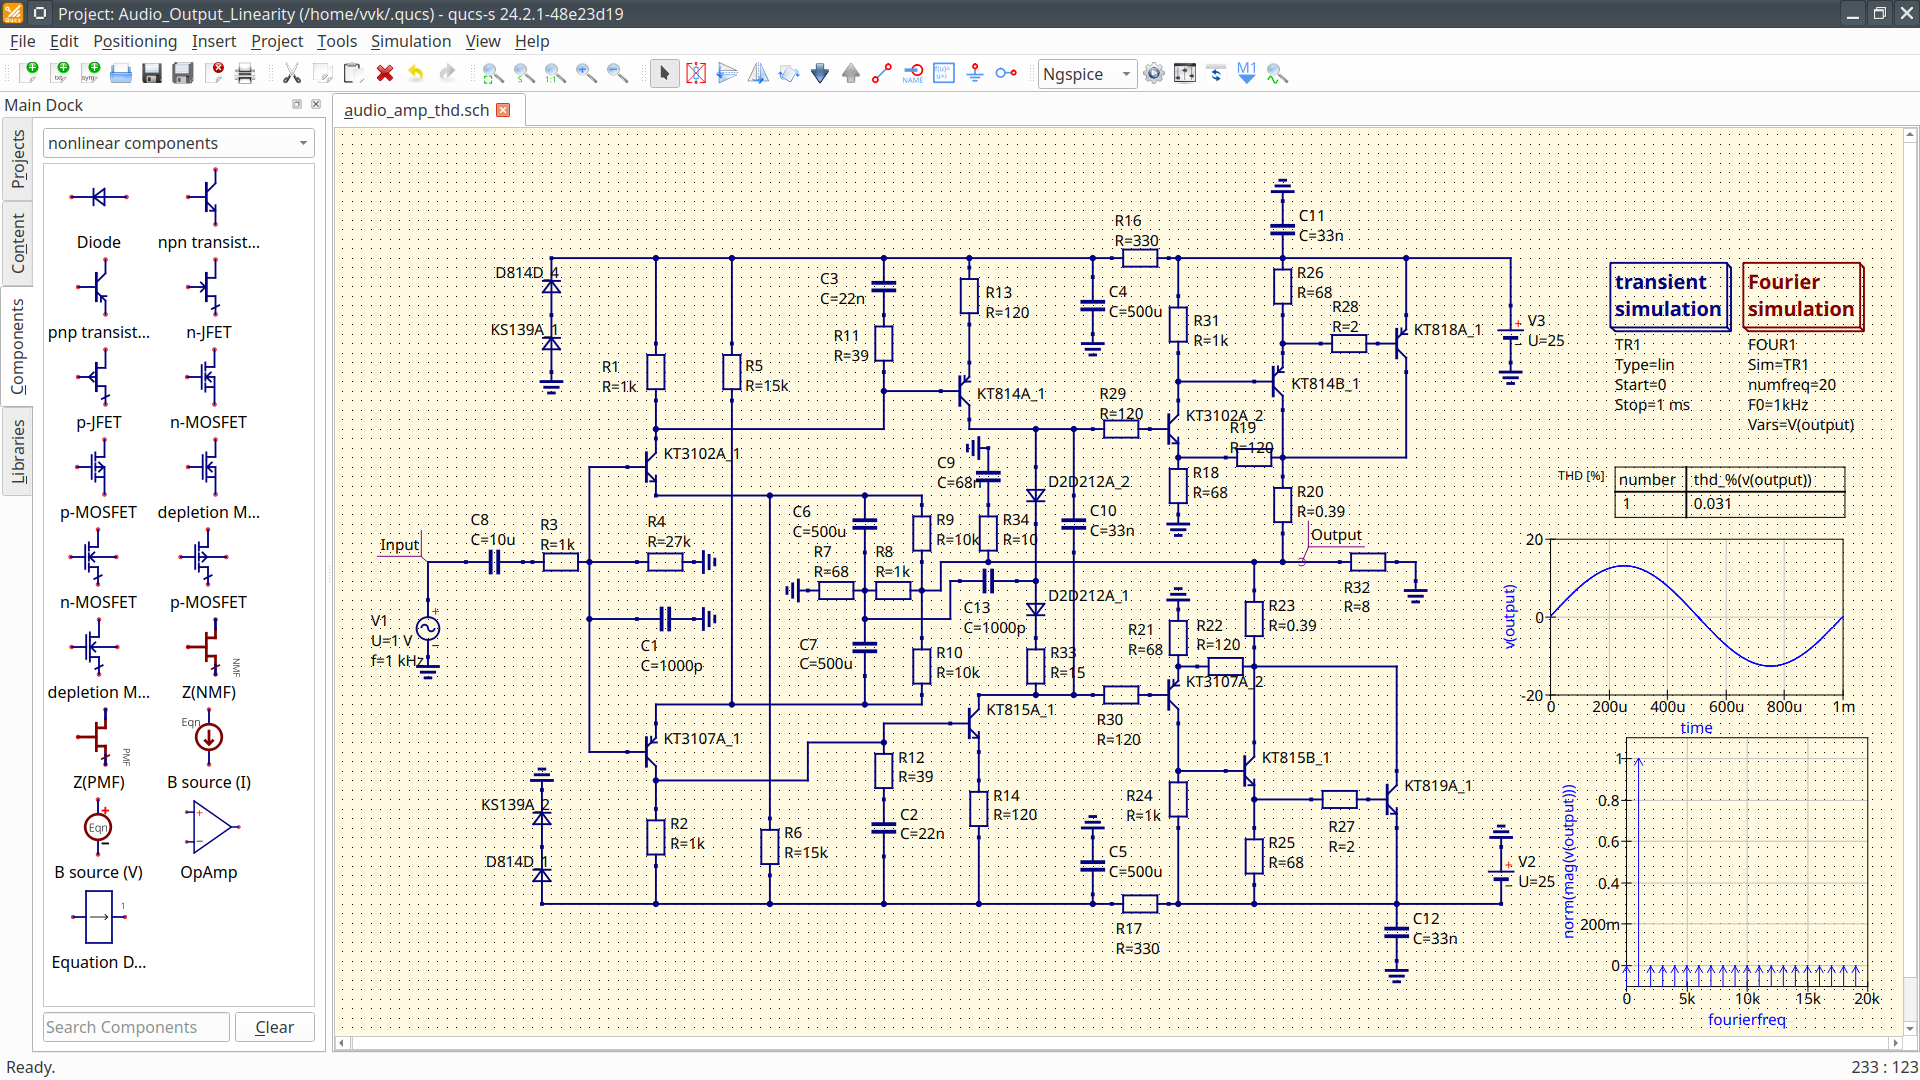 Project: Audio_Output_Linearity (/home/vvk/.qucs) - qucs-s 24.2.1-48e23d19
File Edit Positioning Insert Project Tools Simulation View Help
NAME
1:1
Ngspice
M1
Main Dock
audio_amp_thd.sch
Projects
Content
Components
Libraries
nonlinear components
Diode
npn transist...
pnp transist...
n-JFET
p-JFET
n-MOSFET
p-MOSFET
depletion M...
n-MOSFET
p-MOSFET
depletion M...
NMF
Z(NMF)
PMF
Z(PMF)
Eqn
B source (I)
Eqn
B source (V)
OpAmp
1
Equation D...
Search Components
Clear
D814D_4
KS139A_1
R1
R=1k
R5
R=15k
C3
C=22n
R11
R=39
R13
R=120
KT814A_1
C4
C=500u
R16
R=330
C11
C=33n
R31
R=1k
R26
R=68
R28
R=2
KT818A_1
V3
U=25
KT814B_1
R29
R=120
KT3102A_2
R19
R=120
KT3102A_1
C9
C=68n
D2D212A_2
R18
R=68
R20
R=0.39
C10
C=33n
Input
C8
C=10u
R3
R=1k
R4
R=27k
C6
C=500u
R7
R=68
R8
R=1k
R9
R=10k
R34
R=10
Output
R32
R=8
V1
U=1 V
f=1 kHz
C1
C=1000p
C7
C=500u
R10
R=10k
C13
C=1000p
D2D212A_1
R33
R=15
R21
R=68
R22
R=120
R23
R=0.39
KT3107A_2
KT3107A_1
KT815A_1
R30
R=120
KT815B_1
KT819A_1
R12
R=39
C2
C=22n
R14
R=120
R24
R=1k
R27
R=2
R25
R=68
KS139A_2
D814D_1
R2
R=1k
R6
R=15k
C5
C=500u
R17
R=330
V2
U=25
C12
C=33n
transient
simulation
TR1
Type=lin
Start=0
Stop=1 ms
Fourier
simulation
FOUR1
Sim=TR1
numfreq=20
F0=1kHz
Vars=V(output)
THD [%]
number thd_%(v(output))
1 0.031
20
0
-20
v(output)
0 200u 400u 600u 800u 1m
time
1
0.8
0.6
0.4
200m
0
norm(mag(v(output)))
0 5k 10k 15k 20k
fourierfreq
Ready.
233 : 123